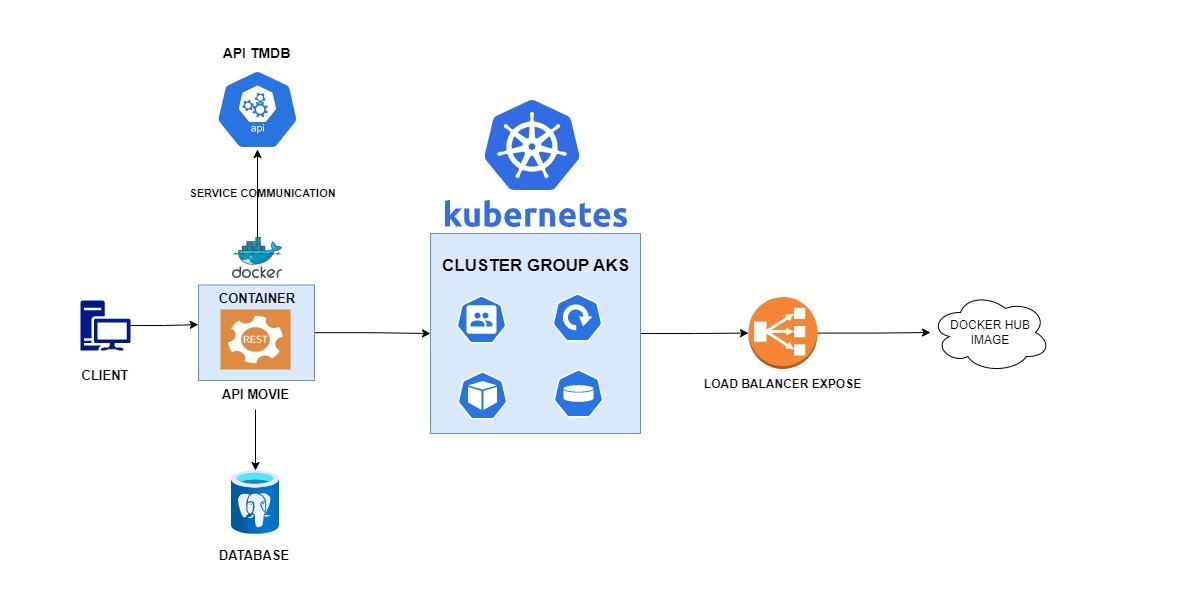 API TMDB
api
SERVICE COMMUNICATION
docker
CONTAINER
REST
API MOVIE
CLIENT
DATABASE
kubernetes
CLUSTER GROUP AKS
LOAD BALANCER EXPOSE
DOCKER HUB
IMAGE